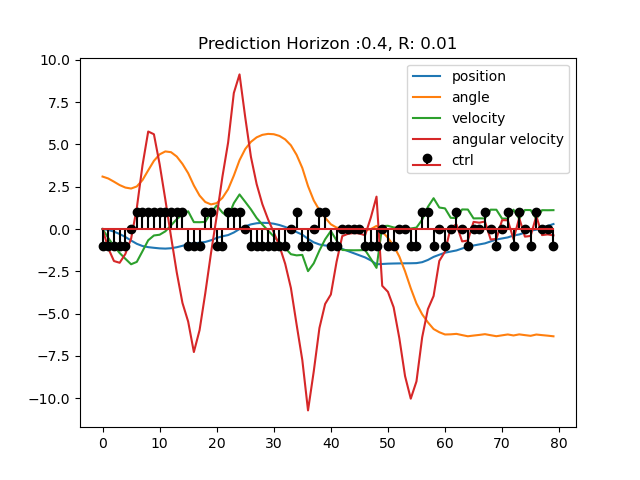 Prediction Horizon :0.4, R: 0.01
10.0
7.5
5.0
2.5
0.0
−2.5
−5.0
−7.5
−10.0
position
angle
velocity
angular velocity
ctrl
0 10 20 30 40 50 60 70 80